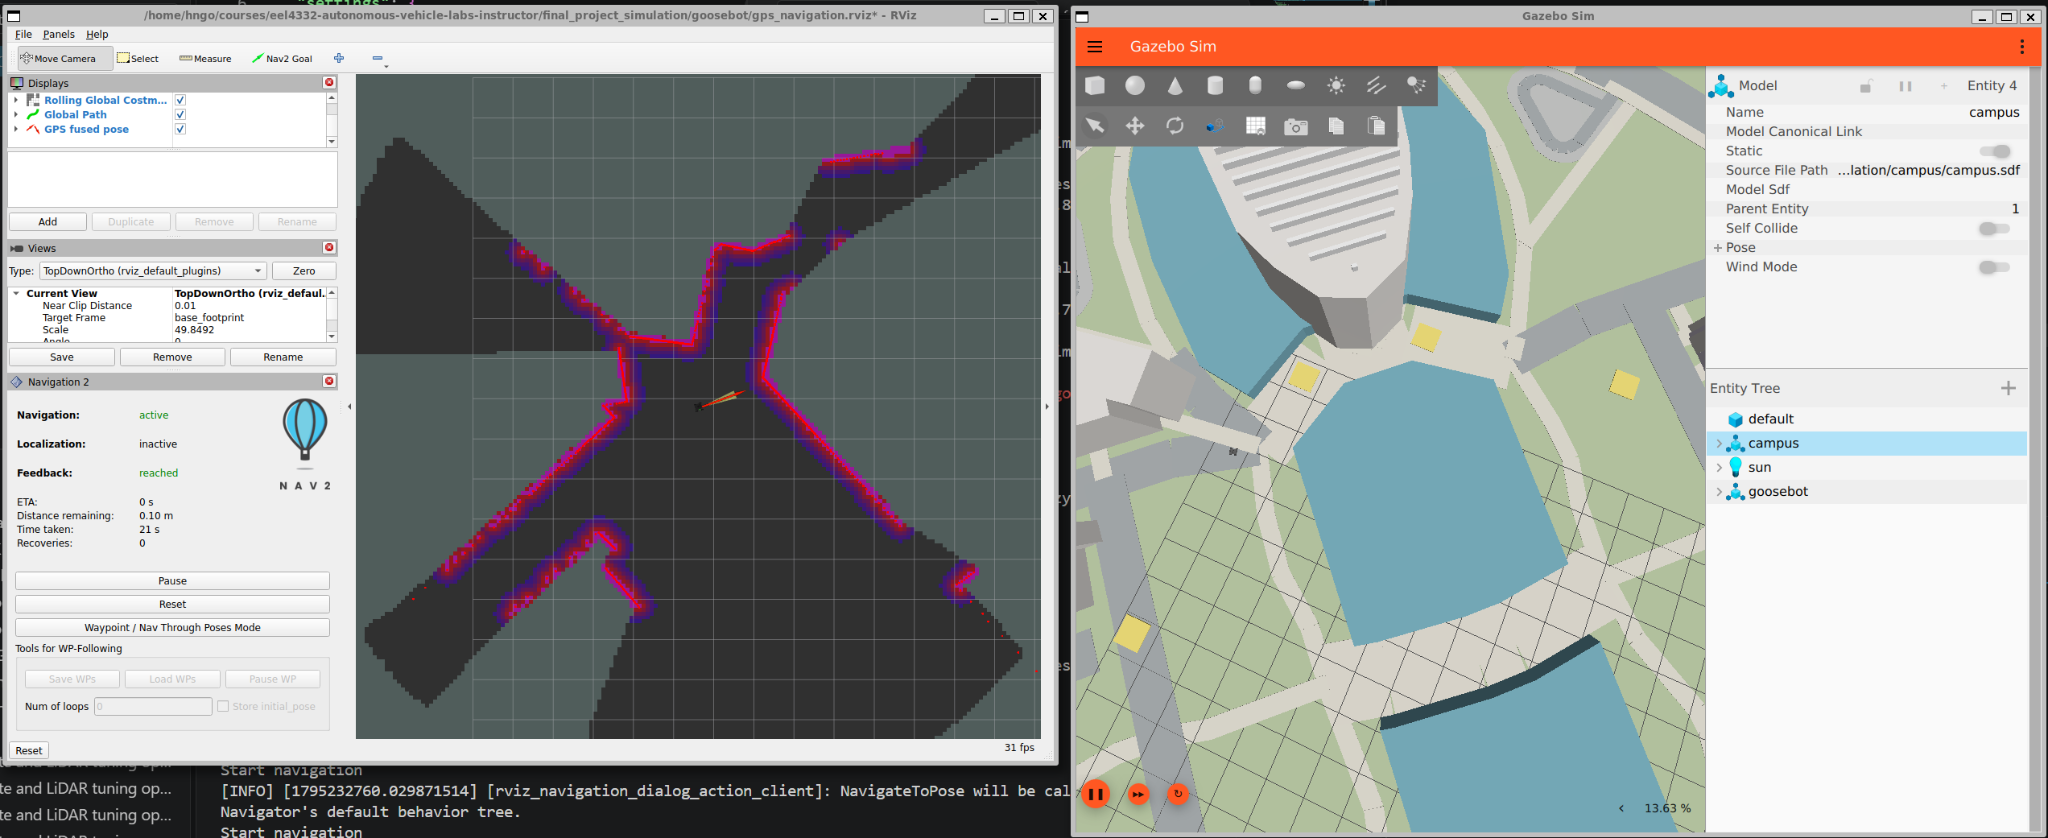 /home/hngo/courses/eel4332-autonomous-vehicle-labs-instructor/final_project_simulation/goosebot/gps_navigation.rviz* - RViz
File Panels Help
Move Camera Select Measure Nav2 Goal
Displays
Rolling Global Costm...
Global Path
GPS fused pose
Add Duplicate Remove Rename
Views
Type: TopDownOrtho (rviz_default_plugins) Zero
Current View TopDownOrtho (rviz_defaul...
Near Clip Distance 0.01
Target Frame base_footprint
Scale 49.8492
Save Remove Rename
Navigation 2
Navigation: active
Localization: inactive
Feedback: reached
NAV2
ETA: 0 s
Distance remaining: 0.10 m
Time taken: 21 s
Recoveries: 0
Pause
Reset
Waypoint / Nav Through Poses Mode
Tools for WP-Following
Save WPs Load WPs Pause WP
Num of loops 0 Store initial_pose
Reset
31 fps
te and LiDAR tuning op...
te and LiDAR tuning op...
Start navigation
[INFO] [1795232760.029871514] [rviz_navigation_dialog_action_client]: NavigateToPose will be cal
Navigator's default behavior tree.
Start navigation
Gazebo Sim
Gazebo Sim
Model Entity 4
Name campus
Model Canonical Link
Static
Source File Path ...lation/campus/campus.sdf
Model Sdf
Parent Entity 1
Self Collide
Pose
Wind Mode
Entity Tree
default
campus
sun
goosebot
13.63 %